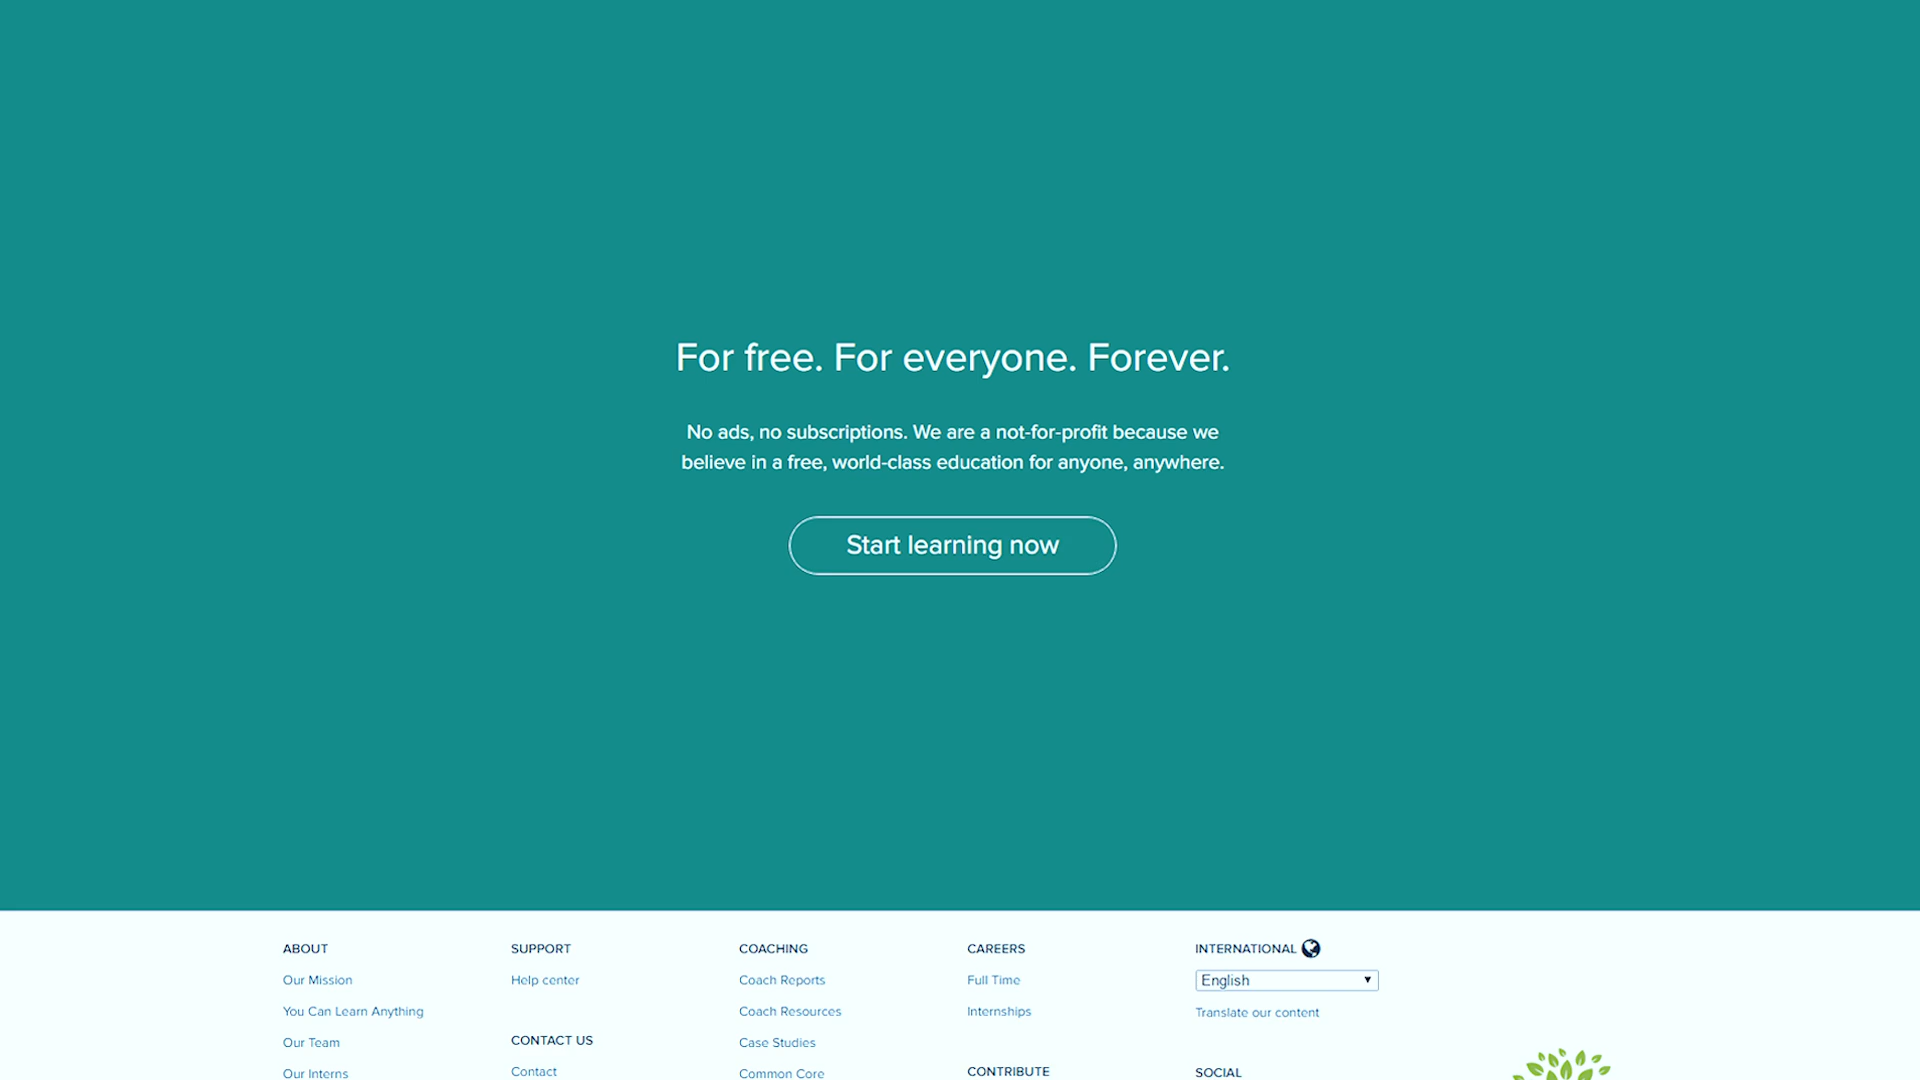 For free. For everyone. Forever.
No ads, no subscriptions. We are a not-for-profit because we
believe in a free, world-class education for anyone, anywhere.
Start learning now
ABOUT
Our Mission
You Can Learn Anything
Our Team
Our Interns
SUPPORT
Help center
CONTACT US
Contact
COACHING
Coach Reports
Coach Resources
Case Studies
Common Core
CAREERS
Full Time
Internships
CONTRIBUTE
INTERNATIONAL
English
Translate our content
SOCIAL